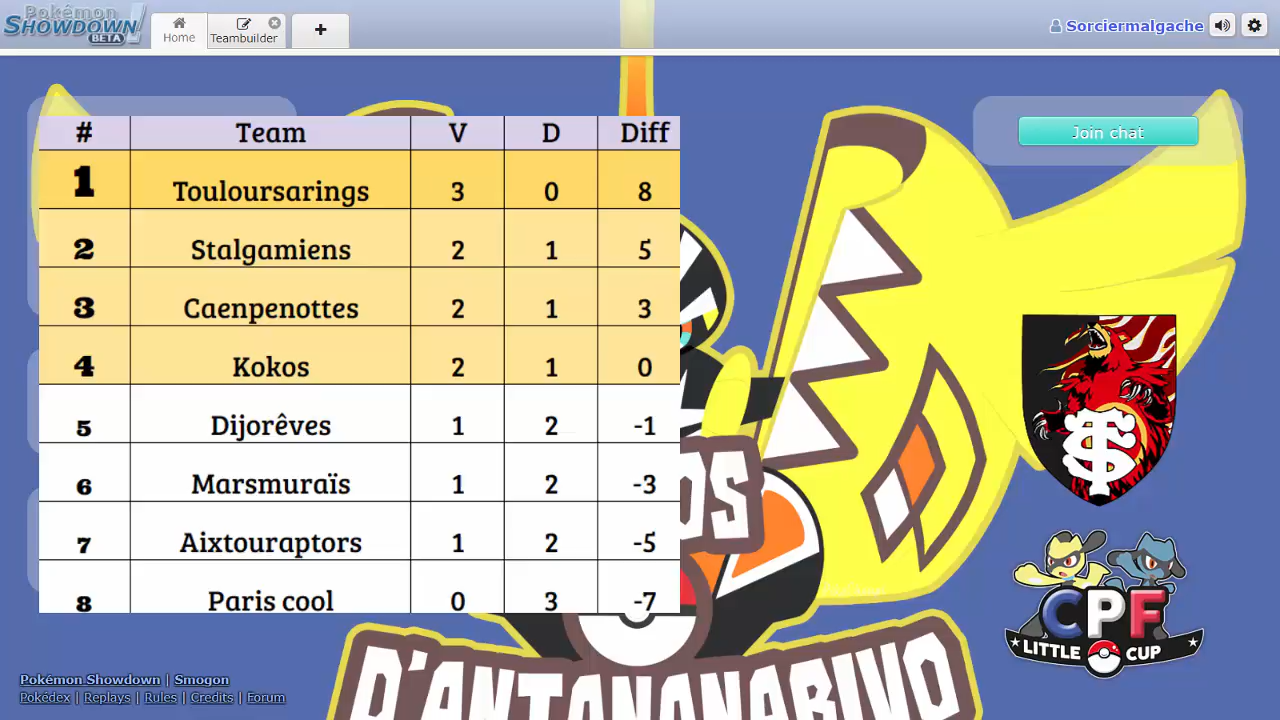 Pokémon
SHOWDOWN!
BETA
Home
Teambuilder
Sorciermalgache
Join chat
# Team V D Diff
1 Touloursarings 3 0 8
2 Stalgamiens 2 1 5
3 Caenpenottes 2 1 3
4 Kokos 2 1 0
5 Dijorêves 1 2 -1
6 Marsmuraïs 1 2 -3
7 Aixtouraptors 1 2 -5
8 Paris cool 0 3 -7
OS
D'ANTANANARIVO
CPF
LITTLE CUP
Pokémon Showdown | Smogon
Pokédex | Replays | Rules | Credits | Forum